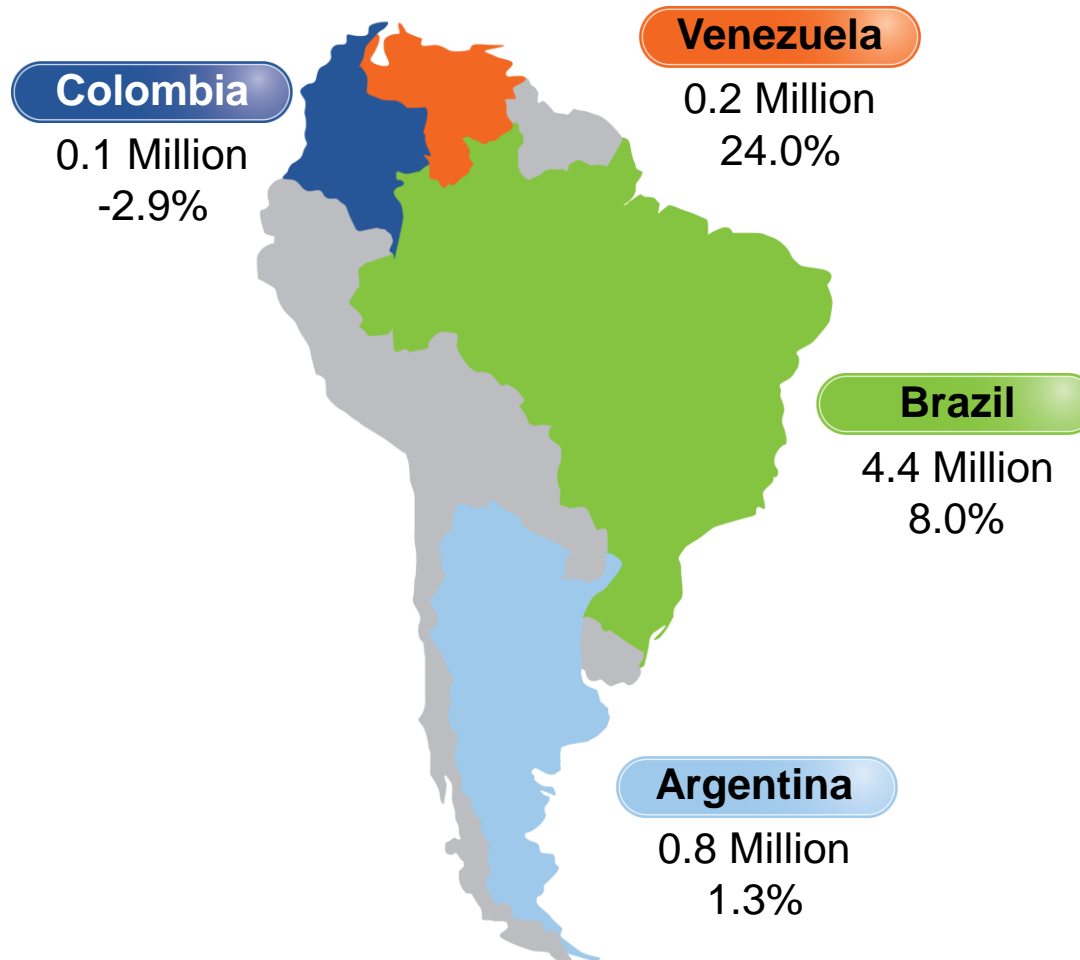 Venezuela
0.2 Million
24.0%
Colombia
0.1 Million
-2.9%
Brazil
4.4 Million
8.0%
Argentina
0.8 Million
1.3%